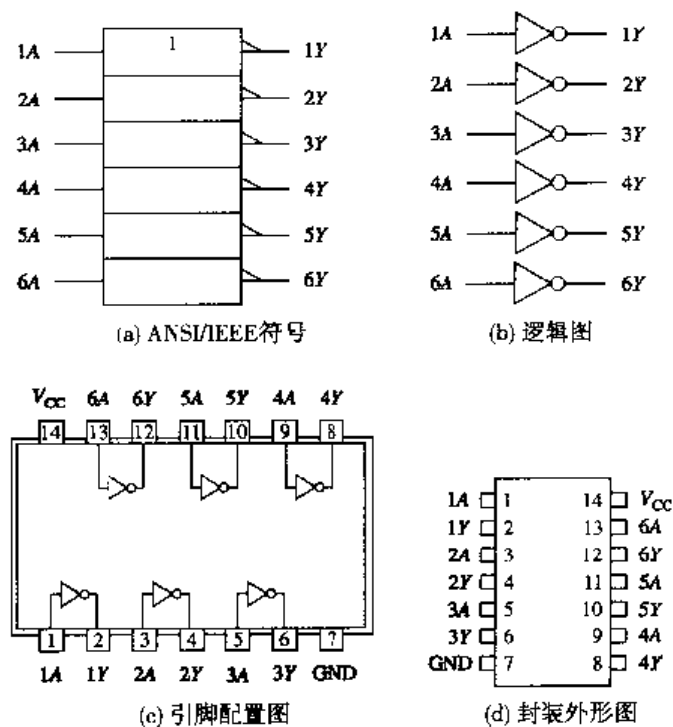 1A 1 1Y
2A 2Y
3A 3Y
4A 4Y
5A 5Y
6A 6Y
(a) ANSI/IEEE符号
1A 1Y
2A 2Y
3A 3Y
4A 4Y
5A 5Y
6A 6Y
(b) 逻辑图
VCC 6A 6Y 5A 5Y 4A 4Y
14 13 12 11 10 9 8
1 2 3 4 5 6 7
1A 1Y 2A 2Y 3A 3Y GND
(c) 引脚配置图
1A 1 14 VCC
1Y 2 13 6A
2A 3 12 6Y
2Y 4 11 5A
3A 5 10 5Y
3Y 6 9 4A
GND 7 8 4Y
(d) 封装外形图